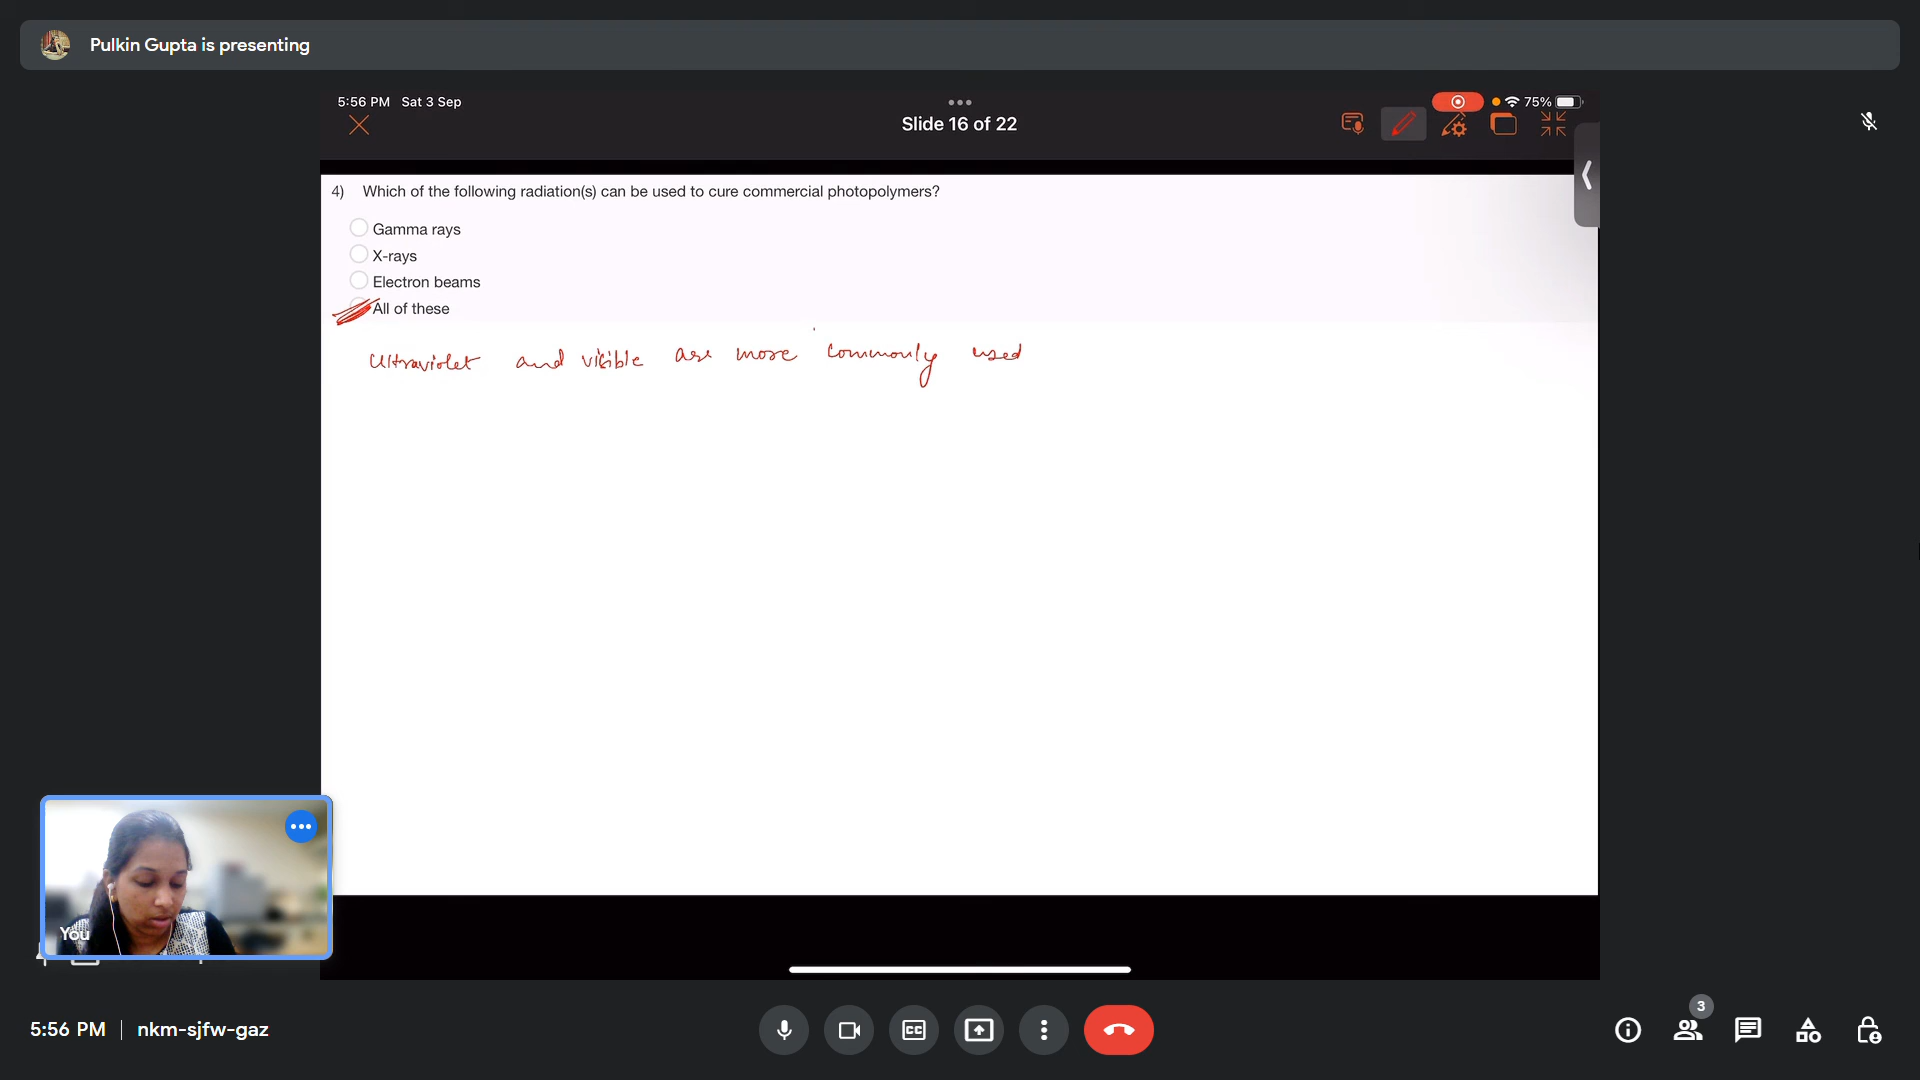 Pulkin Gupta is presenting
5:56 PM Sat 3 Sep
75%
Slide 16 of 22
4) Which of the following radiation(s) can be used to cure commercial photopolymers?
Gamma rays
X-rays
Electron beams
All of these
Ultraviolet and visible are more commonly used
You
5:56 PM | nkm-sjfw-gaz
CC
3